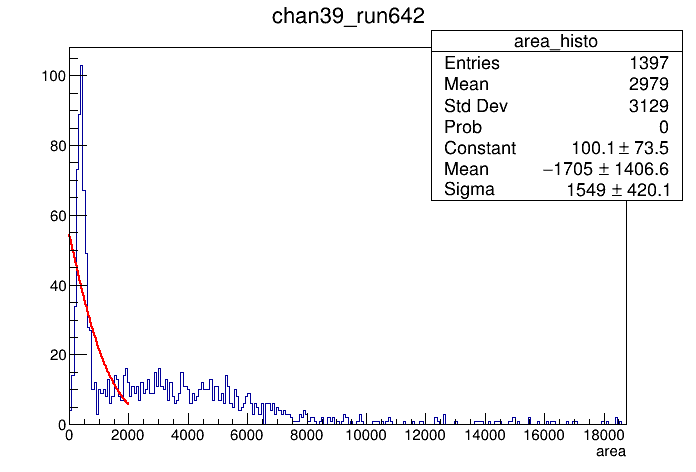 chan39_run642
area_histo
Entries 1397
Mean 2979
Std Dev 3129
Prob 0
Constant 100.1 ± 73.5
Mean −1705 ± 1406.6
Sigma 1549 ± 420.1
100
80
60
40
20
0
0 2000 4000 6000 8000 10000 12000 14000 16000 18000
area